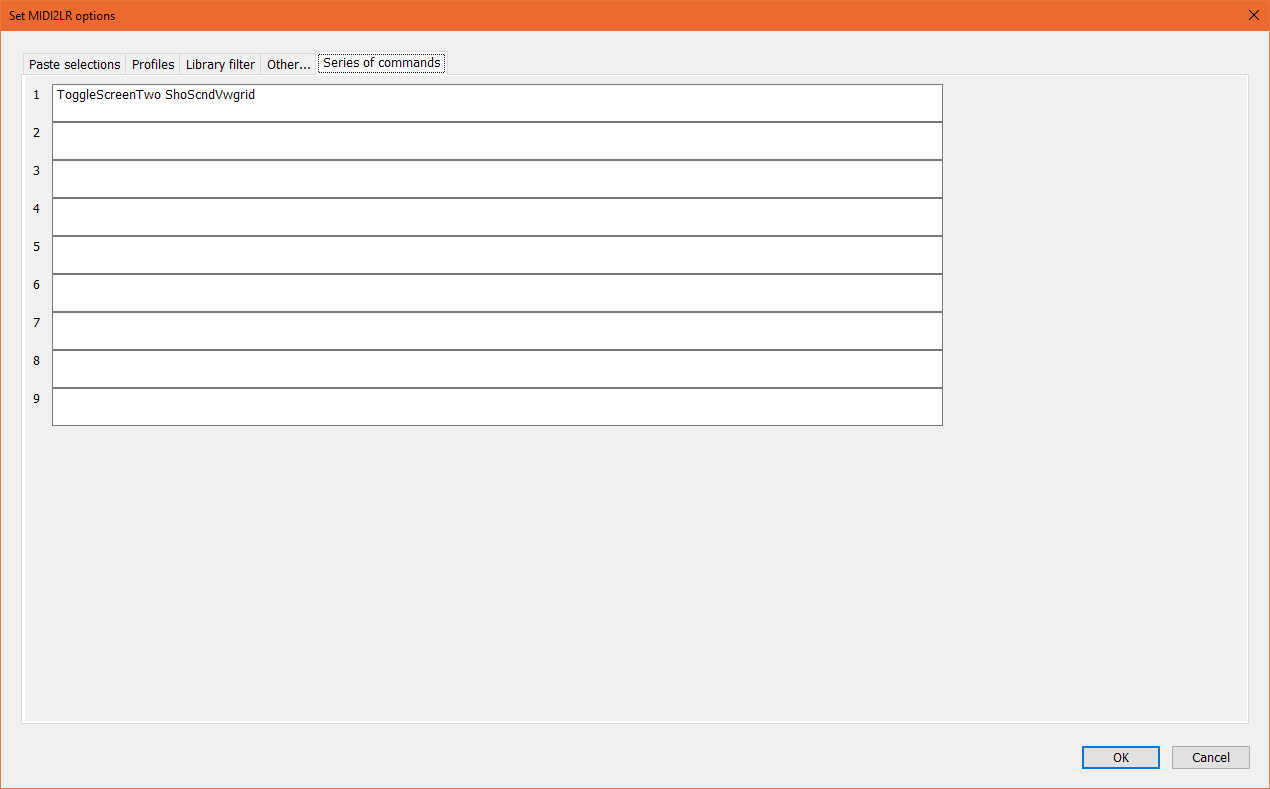 Set MIDI2LR options
Paste selections Profiles Library filter Other... Series of commands
1 ToggleScreenTwo ShoScndVwgrid
2
3
4
5
6
7
8
9
OK Cancel